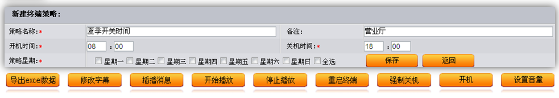 新建终端策略：
策略名称:* 夏季开关时间 备注: 营业厅
开机时间:* 08 : 00 关机时间:* 18 : 00
策略星期:* 星期一 星期二 星期三 星期四 星期五 星期六 星期日 全选 保存 返回
导出excel数据 修改字幕 插播消息 开始播放 停止播放 重启终端 强制关机 开机 设置音量